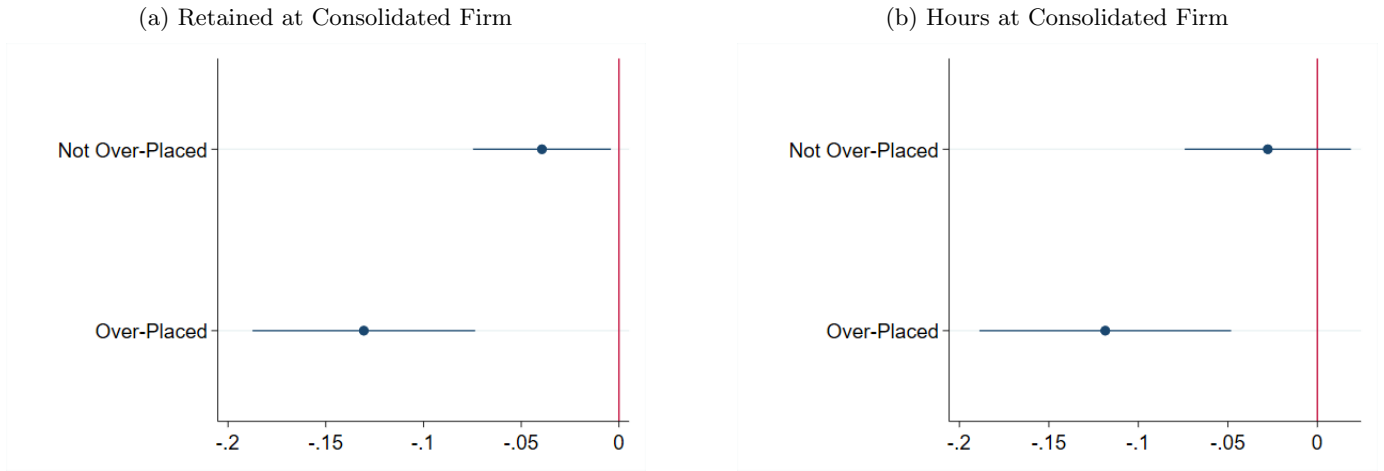 (a) Retained at Consolidated Firm
Not Over-Placed
Over-Placed
-.2 -.15 -.1 -.05 0
(b) Hours at Consolidated Firm
Not Over-Placed
Over-Placed
-.2 -.15 -.1 -.05 0